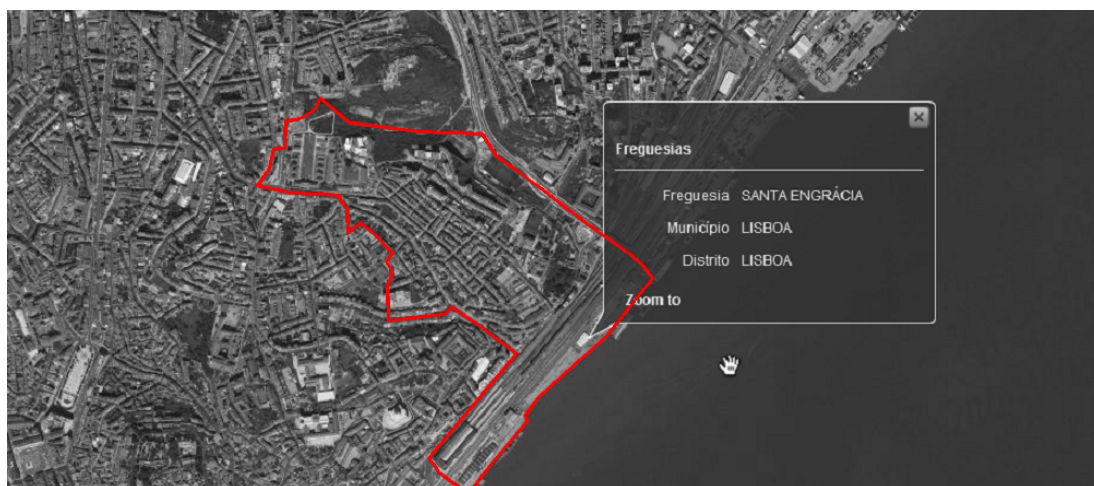 Freguesias
Freguesia SANTA ENGRÁCIA
Município LISBOA
Distrito LISBOA
Zoom to